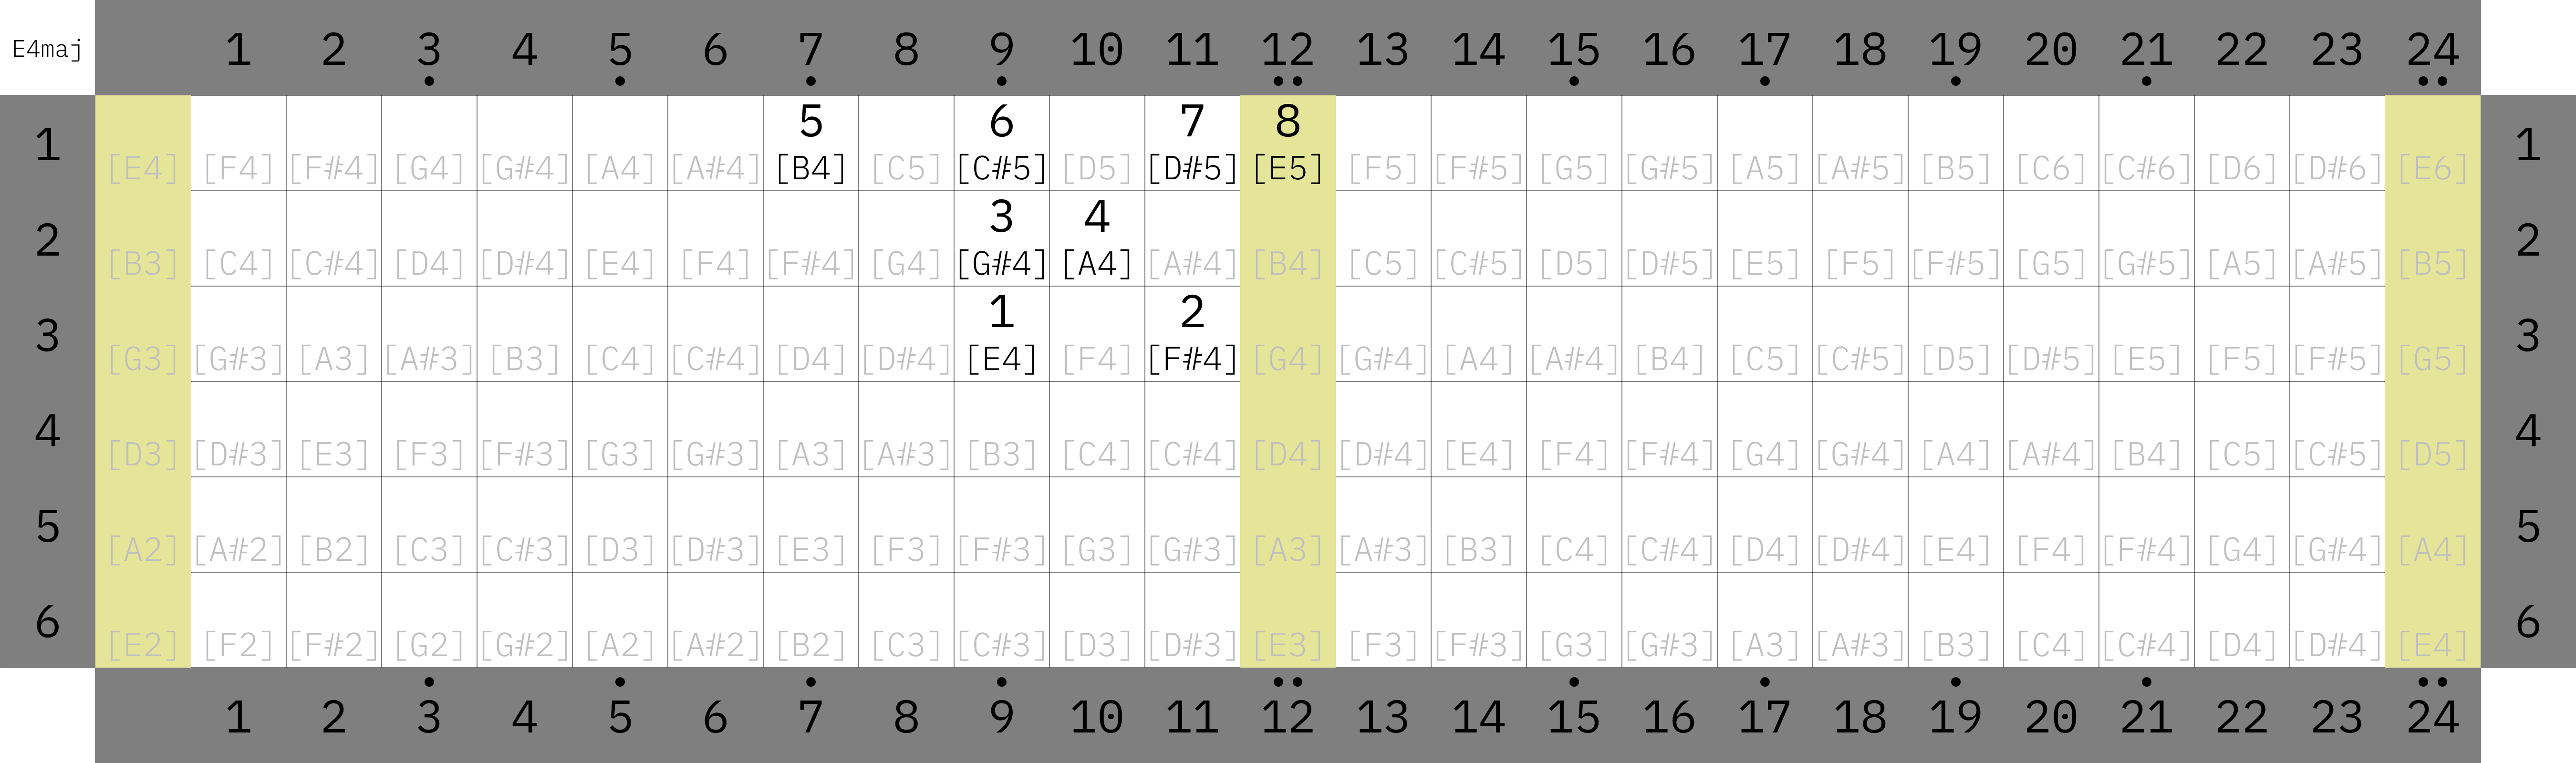 1 2 3 4 5 6 7 8 9 10 11 12 13 14 15 16 17 18 19 20 21 22 23 24
E4maj
5 6 7 8
1 1
[E4] [F4] [F#4] [G4] [G#4] [A4] [A#4] [B4] [C5] [C#5] [D5] [D#5] [E5] [F5] [F#5] [G5] [G#5] [A5] [A#5] [B5] [C6] [C#6] [D6] [D#6] [E6]
3 4
2 2
[B3] [C4] [C#4] [D4] [D#4] [E4] [F4] [F#4] [G4] [G#4] [A4] [A#4] [B4] [C5] [C#5] [D5] [D#5] [E5] [F5] [F#5] [G5] [G#5] [A5] [A#5] [B5]
1 2
3 3
[G3] [G#3] [A3] [A#3] [B3] [C4] [C#4] [D4] [D#4] [E4] [F4] [F#4] [G4] [G#4] [A4] [A#4] [B4] [C5] [C#5] [D5] [D#5] [E5] [F5] [F#5] [G5]
4 4
[D3] [D#3] [E3] [F3] [F#3] [G3] [G#3] [A3] [A#3] [B3] [C4] [C#4] [D4] [D#4] [E4] [F4] [F#4] [G4] [G#4] [A4] [A#4] [B4] [C5] [C#5] [D5]
5 5
[A2] [A#2] [B2] [C3] [C#3] [D3] [D#3] [E3] [F3] [F#3] [G3] [G#3] [A3] [A#3] [B3] [C4] [C#4] [D4] [D#4] [E4] [F4] [F#4] [G4] [G#4] [A4]
6 6
[E2] [F2] [F#2] [G2] [G#2] [A2] [A#2] [B2] [C3] [C#3] [D3] [D#3] [E3] [F3] [F#3] [G3] [G#3] [A3] [A#3] [B3] [C4] [C#4] [D4] [D#4] [E4]
1 2 3 4 5 6 7 8 9 10 11 12 13 14 15 16 17 18 19 20 21 22 23 24